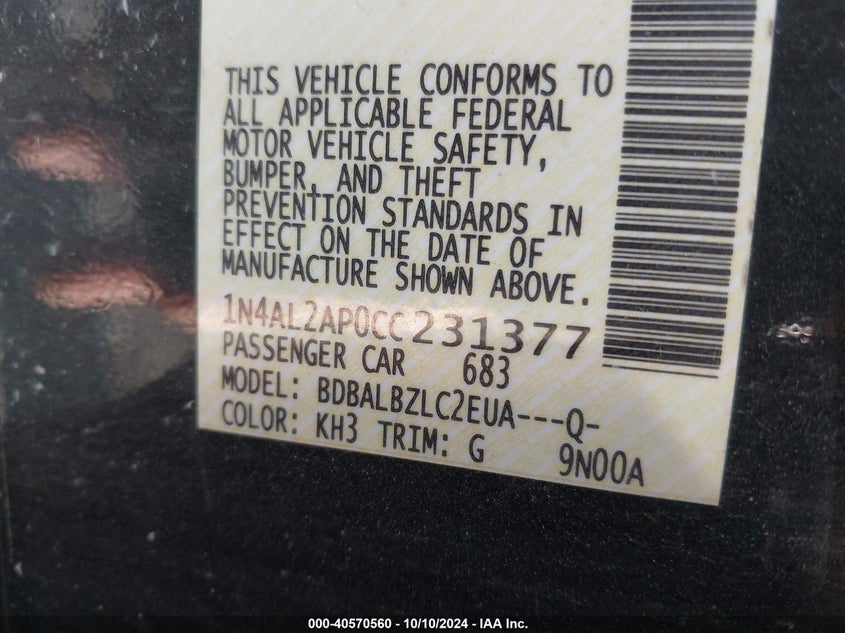 THIS VEHICLE CONFORMS TO
ALL APPLICABLE FEDERAL
MOTOR VEHICLE SAFETY,
BUMPER, AND THEFT
PREVENTION STANDARDS IN
EFFECT ON THE DATE OF
MANUFACTURE SHOWN ABOVE.
1N4AL2AP0CC231377
PASSENGER CAR 683
MODEL: BDBALBZLC2EUA---Q-
COLOR: KH3 TRIM: G 9N00A
000-40570560 - 10/10/2024 - IAA Inc.